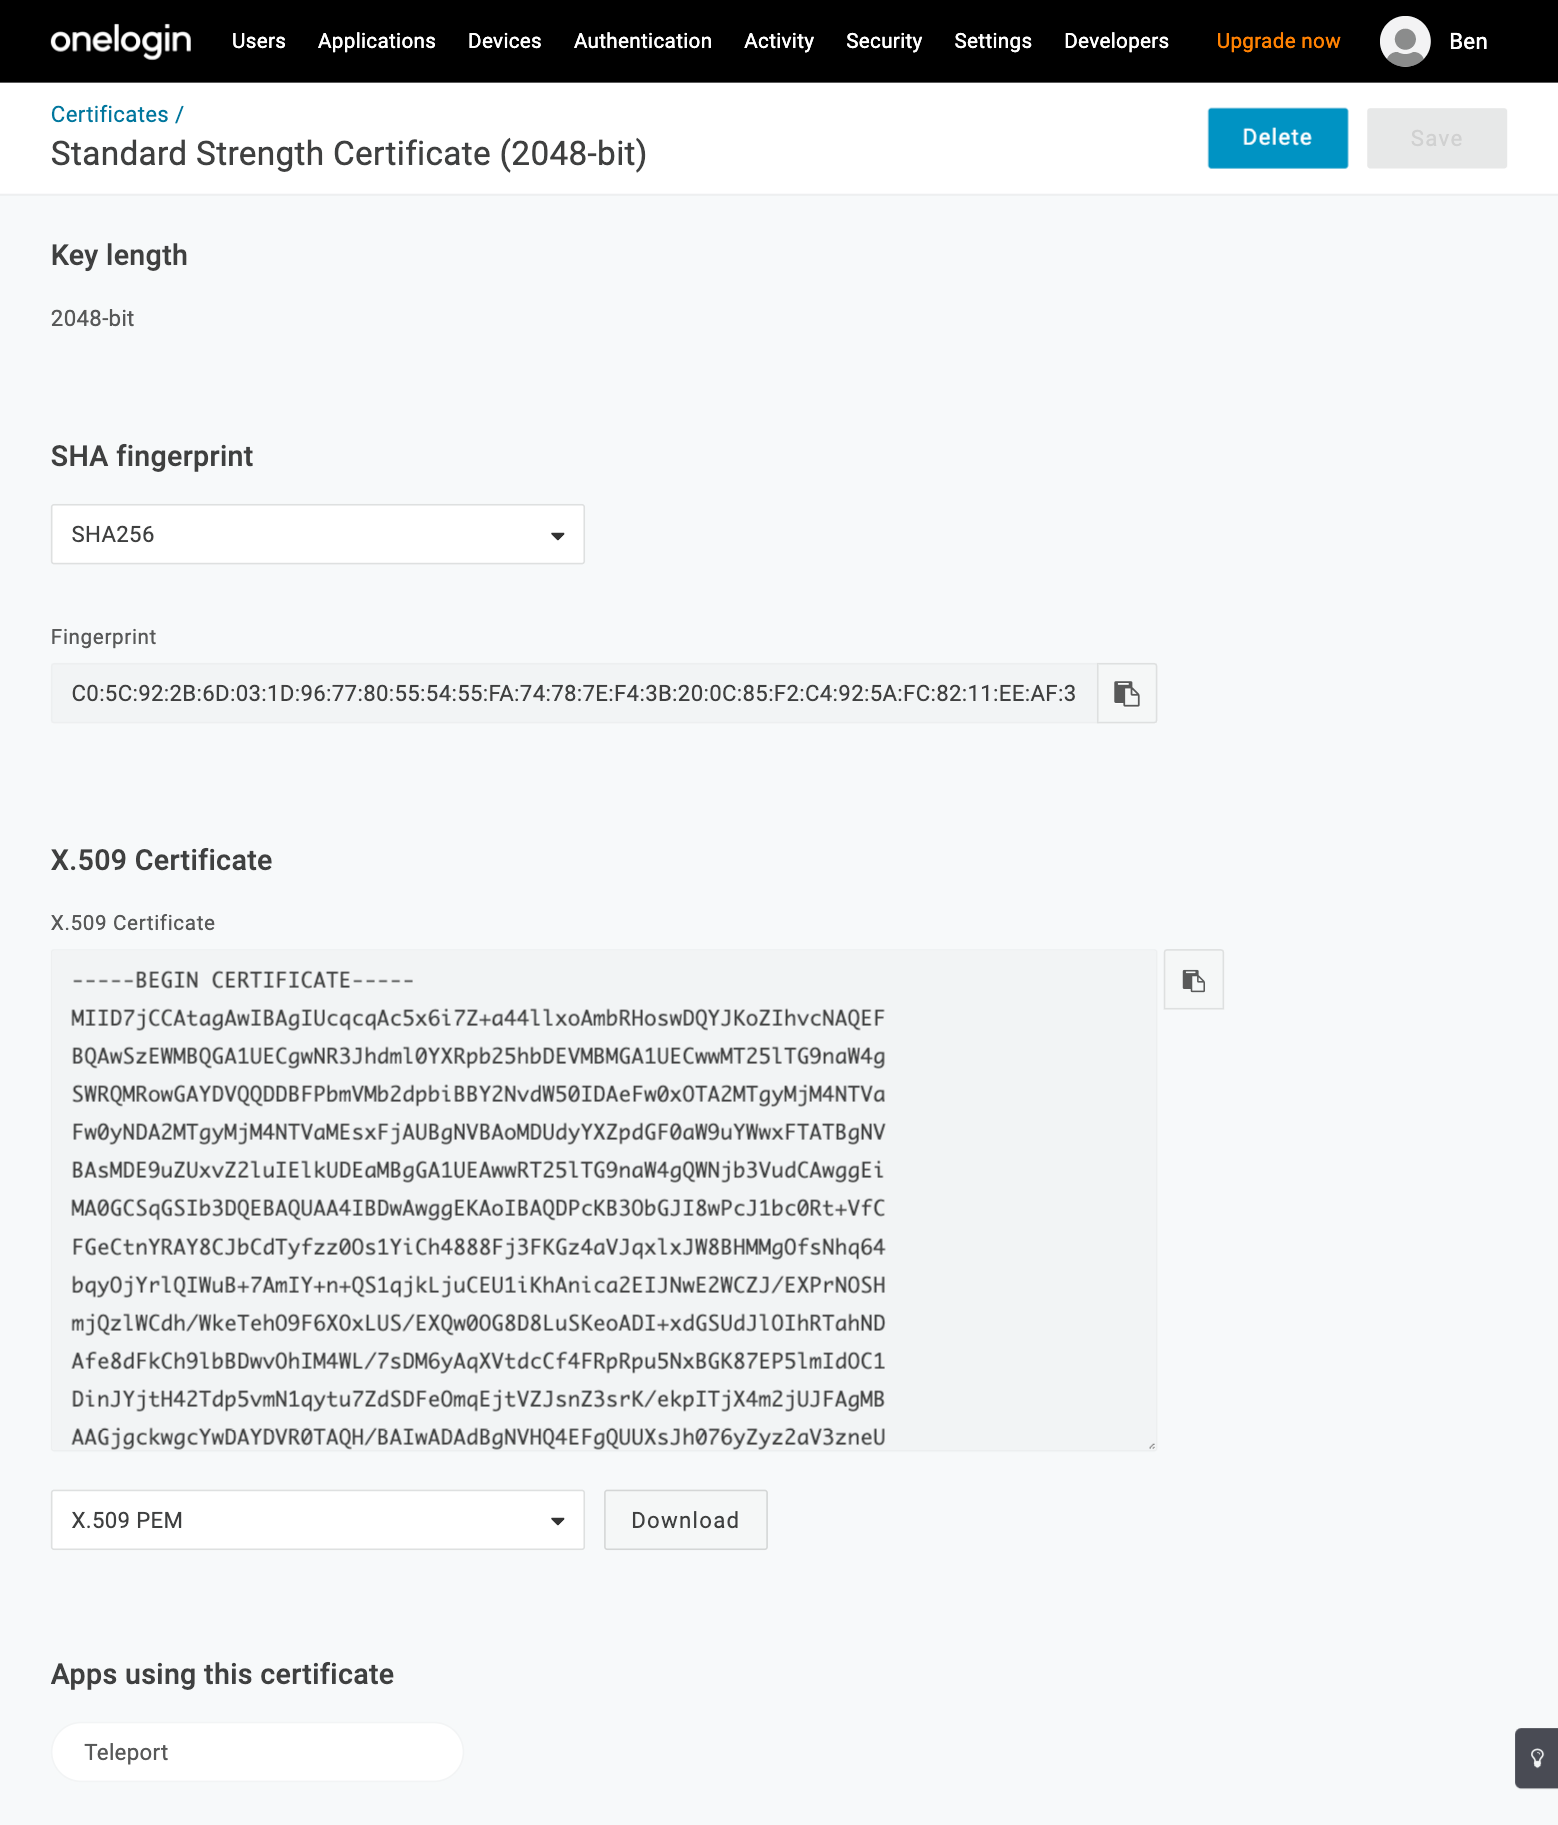 onelogin Users Applications Devices Authentication Activity Security Settings Developers Upgrade now Ben
Certificates /
Standard Strength Certificate (2048-bit)
Delete Save
Key length
2048-bit
SHA fingerprint
SHA256
Fingerprint
C0:5C:92:2B:6D:03:1D:96:77:80:55:54:55:FA:74:78:7E:F4:3B:20:0C:85:F2:C4:92:5A:FC:82:11:EE:AF:3
X.509 Certificate
X.509 Certificate
-----BEGIN CERTIFICATE-----
MIID7jCCAtagAwIBAgIUcqcqAc5x6i7Z+a44llxoAmbRHoswDQYJKoZIhvcNAQEF
BQAwSzEWMBQGA1UECgwNR3Jhdml0YXRpb25hbDEVMBMGA1UECwwMT25lTG9naW4g
SWRQMRowGAYDVQQDDBFPbmVMb2dpbiBBY2NvdW50IDAeFw0xOTA2MTgyMjM4NTVa
Fw0yNDA2MTgyMjM4NTVaMEsxFjAUBgNVBAoMDUdyYXZpdGF0aW9uYWwxFTATBgNV
BAsMDE9uZUxvZ2luIElkUDEaMBgGA1UEAwwRT25lTG9naW4gQWNjb3VudCAwggEi
MA0GCSqGSIb3DQEBAQUAA4IBDwAwggEKAoIBAQDPcKB3ObGJI8wPcJ1bc0Rt+VfC
FGeCtnYRAY8CJbCdTyfzz0Os1YiCh4888Fj3FKGz4aVJqxlxJW8BHMMgOfsNhq64
bqyOjYrlQIWuB+7AmIY+n+QS1qjkLjuCEU1iKhAnica2EIJNwE2WCZJ/EXPrNOSH
mjQzlWCdh/WkeTehO9F6XOxLUS/EXQw0OG8D8LuSKeoADI+xdGSUdJlOIhRTahND
Afe8dFkCh9lbBDwvOhIM4WL/7sDM6yAqXVtdcCf4FRpRpu5NxBGK87EP5lmIdOC1
DinJYjtH42Tdp5vmN1qytu7ZdSDFeOmqEjtVZJsnZ3srK/ekpITjX4m2jUJFAgMB
AAGjgckwgcYwDAYDVR0TAQH/BAIwADAdBgNVHQ4EFgQUUXsJh076yZyz2aV3zneU
X.509 PEM Download
Apps using this certificate
Teleport